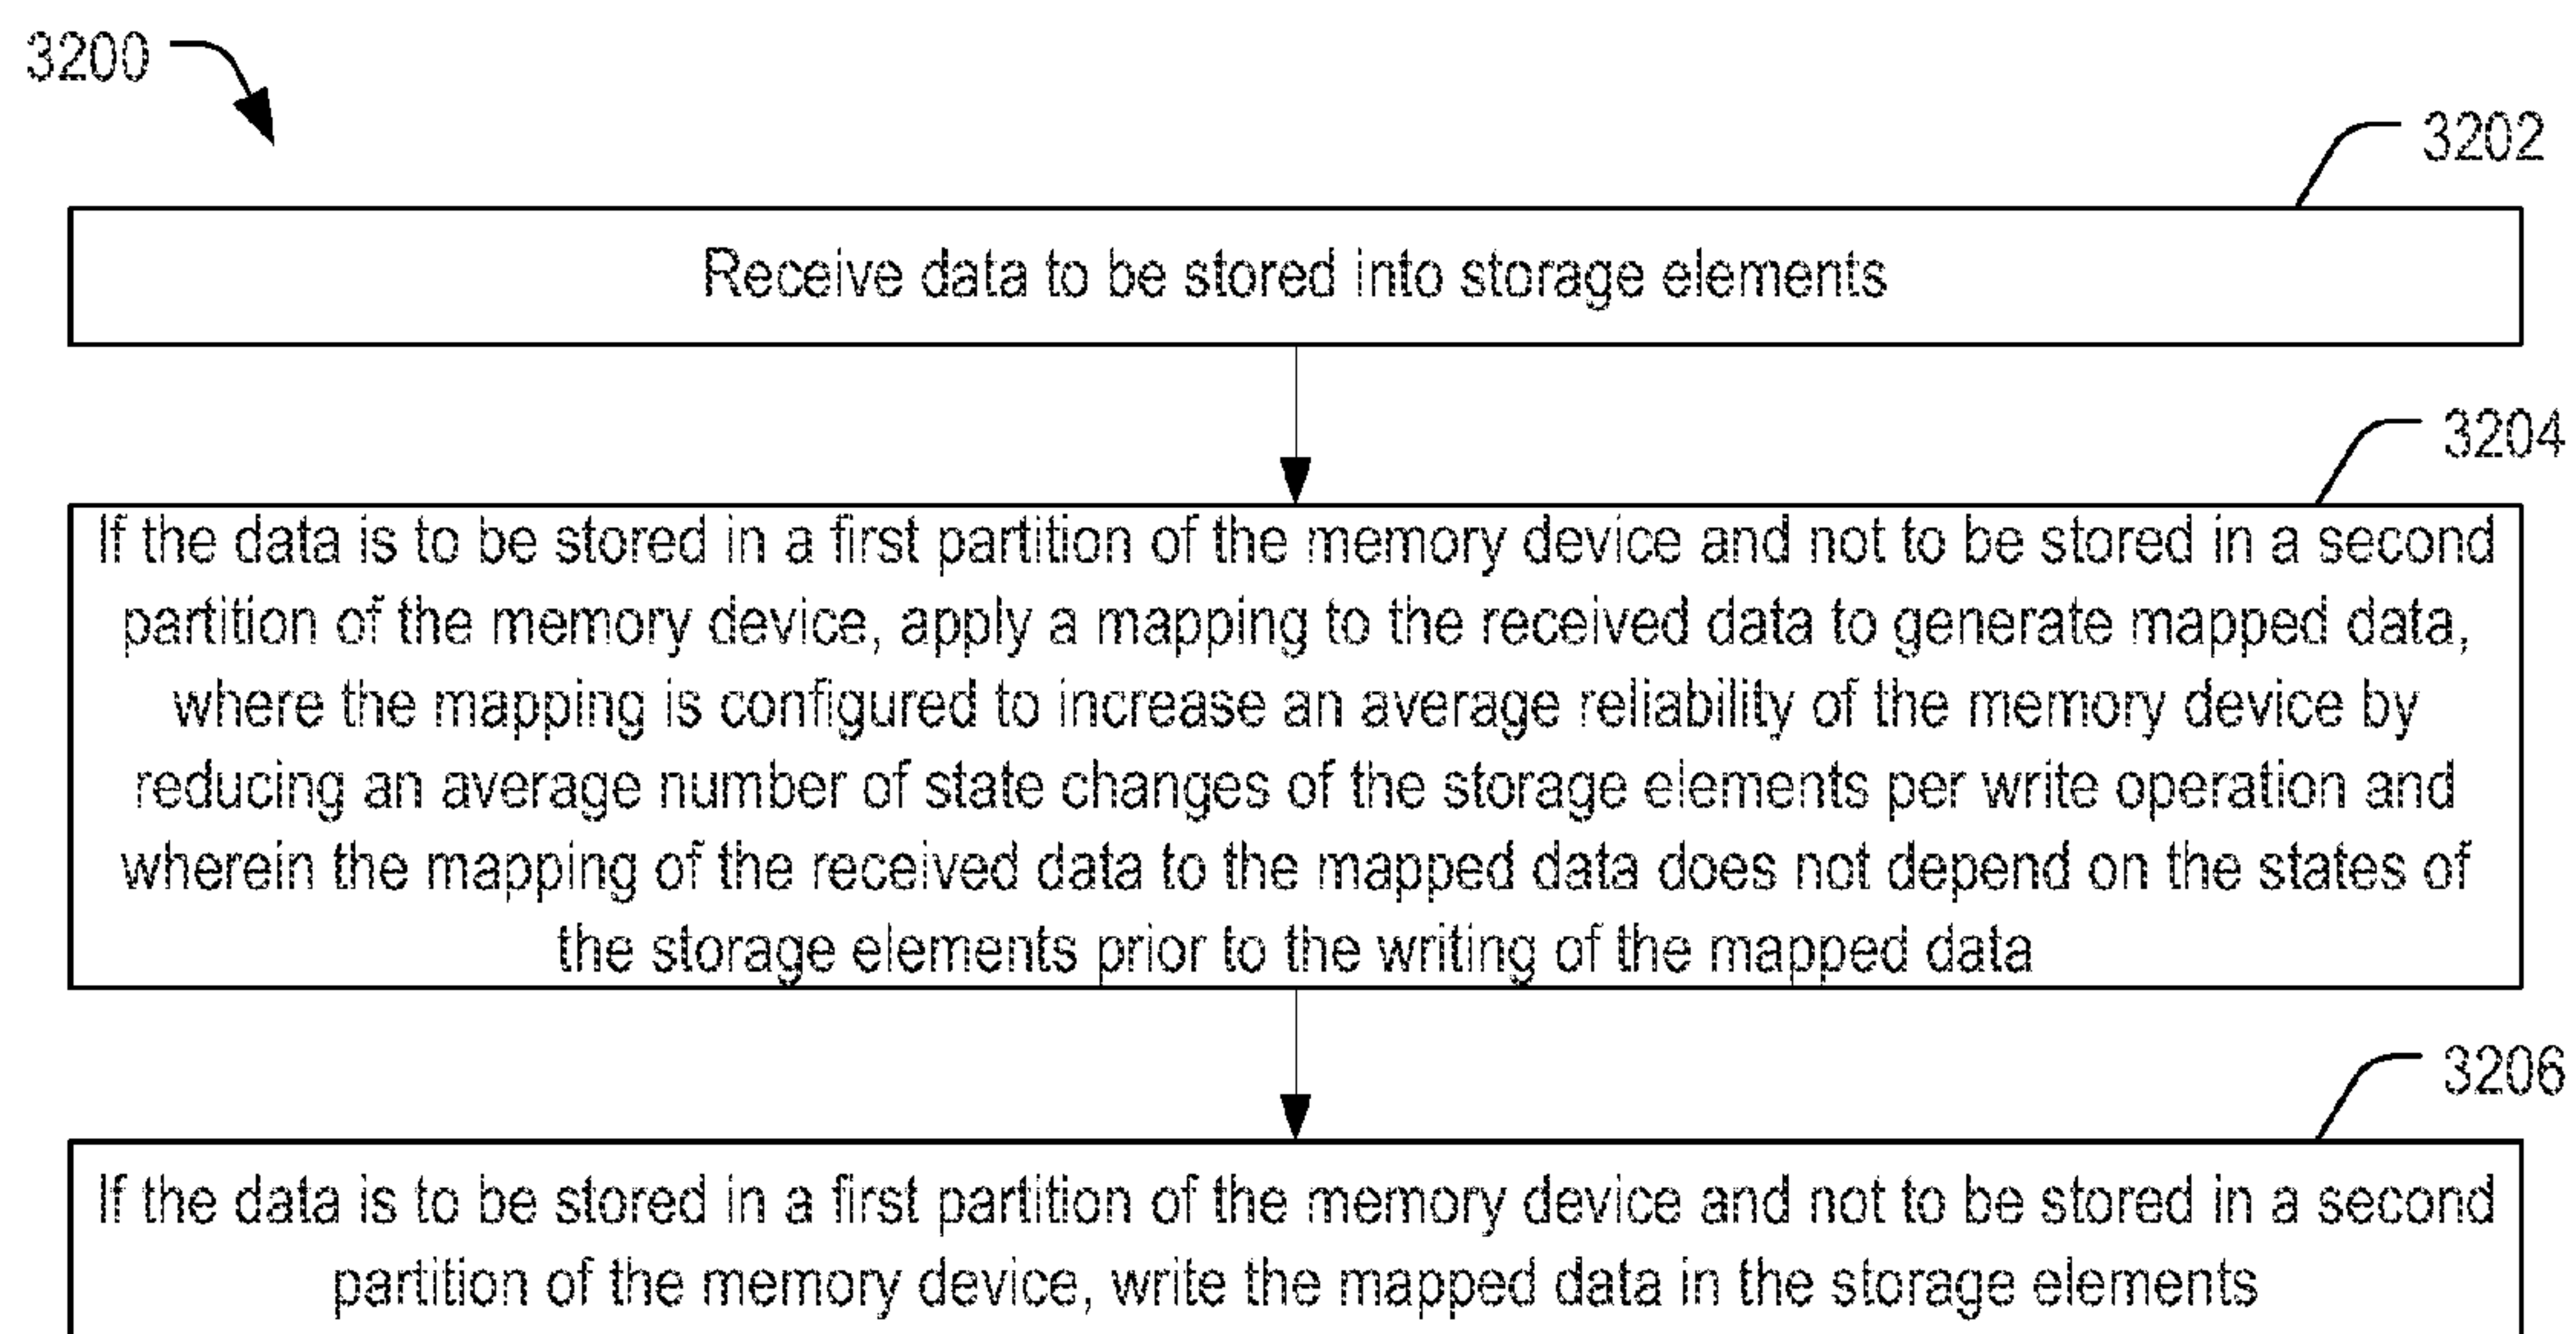 3200
3202
Receive data to be stored into storage elements
3204
If the data is to be stored in a first partition of the memory device and not to be stored in a second
partition of the memory device, apply a mapping to the received data to generate mapped data,
where the mapping is configured to increase an average reliability of the memory device by
reducing an average number of state changes of the storage elements per write operation and
wherein the mapping of the received data to the mapped data does not depend on the states of
the storage elements prior to the writing of the mapped data
3206
If the data is to be stored in a first partition of the memory device and not to be stored in a second
partition of the memory device, write the mapped data in the storage elements